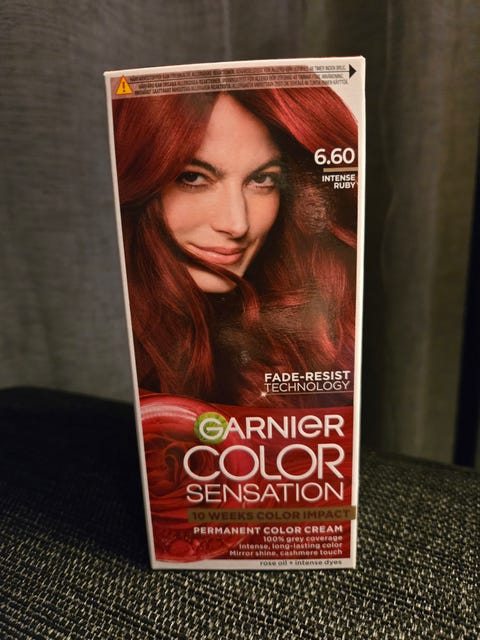 6.60
INTENSE
RUBY
FADE-RESIST
TECHNOLOGY
GARNIER
COLOR
SENSATION
10 WEEKS COLOR IMPACT
PERMANENT COLOR CREAM
100% grey coverage
Intense, long-lasting color
Mirror shine, cashmere touch
rose oil + intense dyes